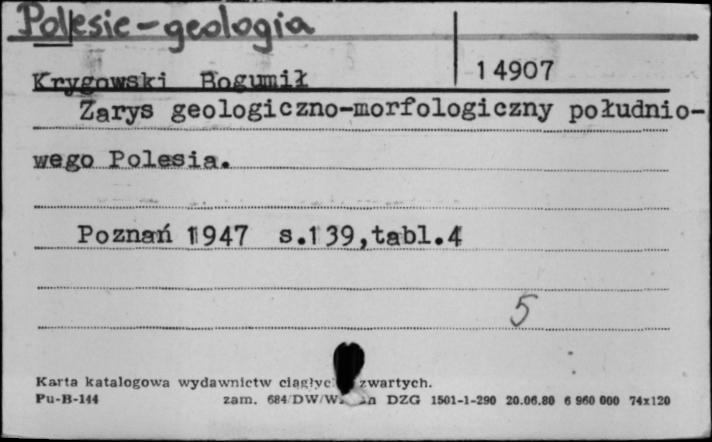 Polesie-geologia
14907
Krygowski Bogumił
Zarys geologiczno-morfologiczny południo-
wego Polesia.
Poznań 1947 s.139,tabl.4
5
Karta katalogowa wydawnictw zwartych.
Pu-B-144 zam. 684/DW/W. DZG 1501-1-290 20.06.80 6 960 000 74x120